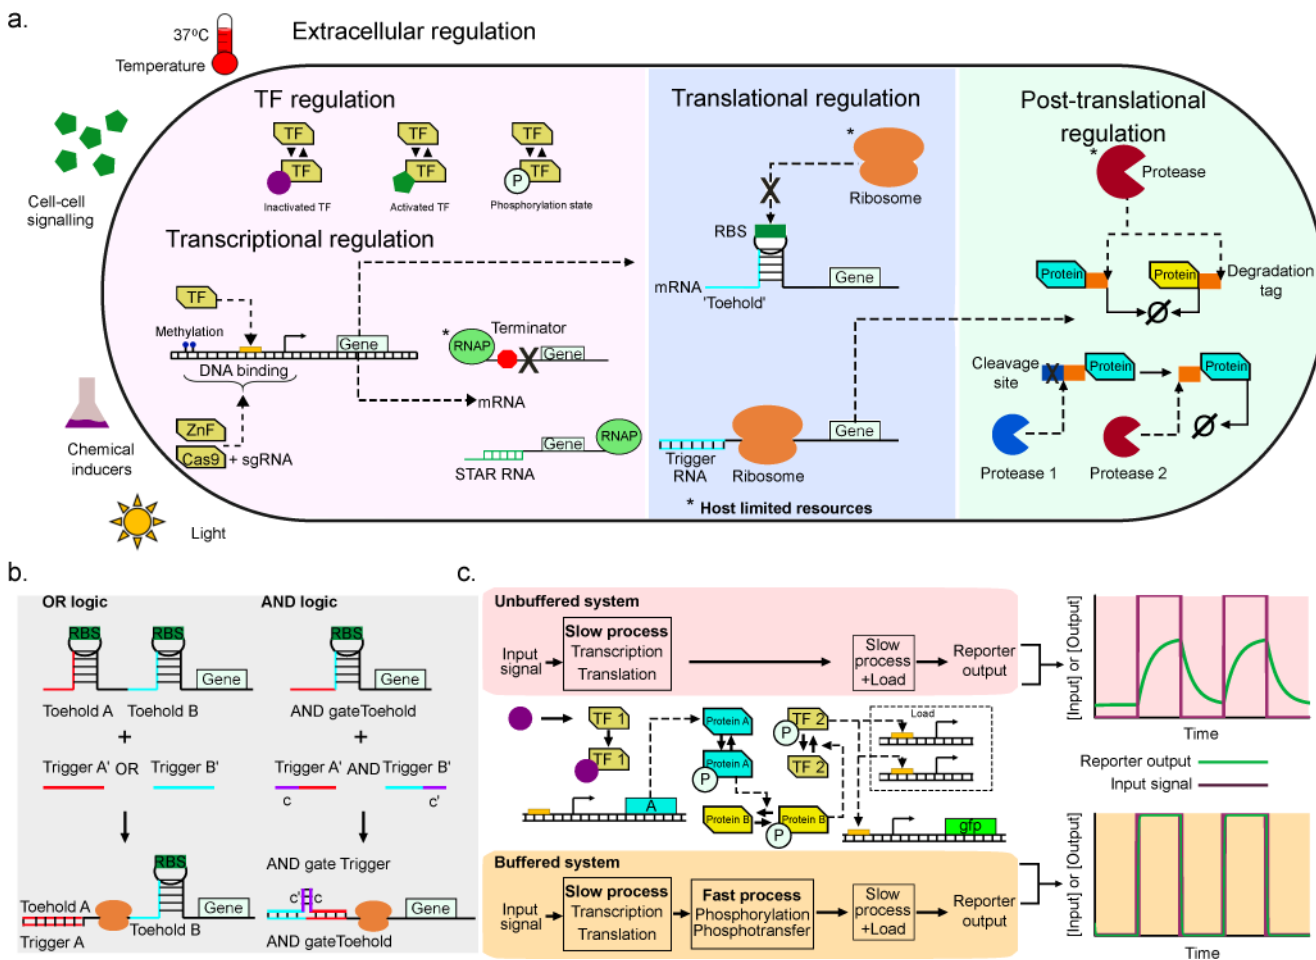 a.
37ºC
Temperature
Extracellular regulation
Cell-cell
signalling
Chemical
inducers
Light
TF regulation
TF
TF
TF
TF
TF
TF
P
Inactivated TF
Activated TF
Phosphorylation state
Transcriptional regulation
TF
Methylation
Gene
DNA binding
ZnF
Cas9 + sgRNA
*
RNAP
Terminator
X
Gene
mRNA
Gene
RNAP
STAR RNA
Translational regulation
*
Ribosome
X
RBS
mRNA
'Toehold'
Gene
Gene
Trigger
RNA
Ribosome
* Host limited resources
Post-translational
regulation
*
Protease
Protein
Protein
Degradation
tag
Ø
Cleavage
site
X
Protein
Protein
Ø
Protease 1
Protease 2
b.
OR logic
AND logic
RBS
RBS
RBS
Gene
Gene
Toehold A
Toehold B
AND gateToehold
+
+
Trigger A' OR Trigger B'
Trigger A' AND Trigger B'
c
c'
AND gate Trigger
RBS
c'
c
Toehold A
Gene
Gene
Trigger A
Toehold B
AND gateToehold
c.
Unbuffered system
Input
signal
Slow process
Transcription
Translation
Slow
process
+Load
Reporter
output
[Input] or [Output]
Time
TF 1
TF 1
A
Protein A
Protein A
P
Protein B
Protein B
P
TF 2
P
TF 2
Load
gfp
Reporter output
Input signal
Buffered system
Input
signal
Slow process
Transcription
Translation
Fast process
Phosphorylation
Phosphotransfer
Slow
process
+Load
Reporter
output
[Input] or [Output]
Time